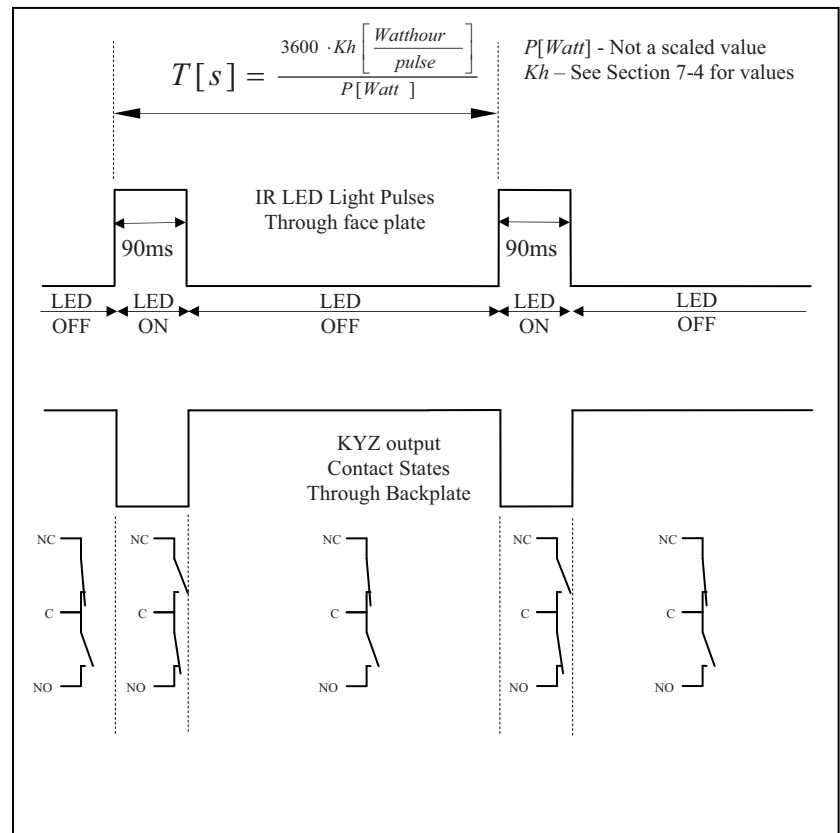 T[s] = 3600 · Kh [Watthour / pulse] / P[Watt ]
P[Watt] - Not a scaled value
Kh – See Section 7-4 for values
IR LED Light Pulses
Through face plate
90ms
90ms
LED LED LED LED LED
OFF ON OFF ON OFF
KYZ output
Contact States
Through Backplate
NC NC NC NC NC
C C C C C
NO NO NO NO NO